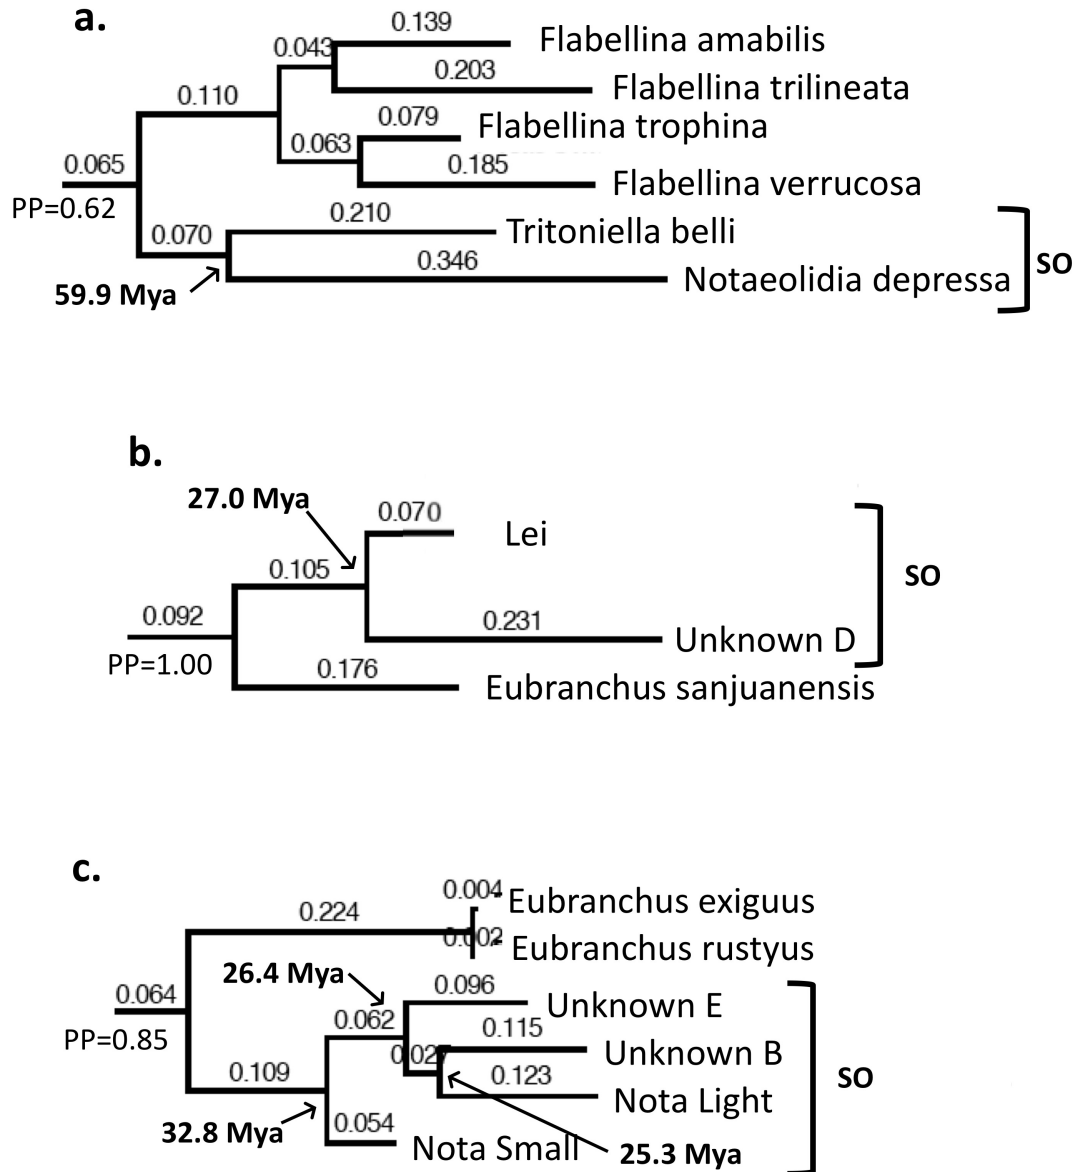 a.
0.139
Flabellina amabilis
0.043
0.203
Flabellina trilineata
0.110
0.079
Flabellina trophina
0.063
0.185
Flabellina verrucosa
0.065
PP=0.62
0.210
Tritoniella belli
0.070
0.346
Notaeolidia depressa
SO
59.9 Mya
b.
27.0 Mya
0.070
Lei
0.105
SO
0.092
0.231
Unknown D
PP=1.00
0.176
Eubranchus sanjuanensis
c.
0.004
Eubranchus exiguus
0.224
0.002
Eubranchus rustyus
26.4 Mya
0.096
Unknown E
0.064
0.062
0.115
Unknown B
PP=0.85
0.027
0.109
0.123
Nota Light
SO
32.8 Mya
0.054
Nota Small
25.3 Mya